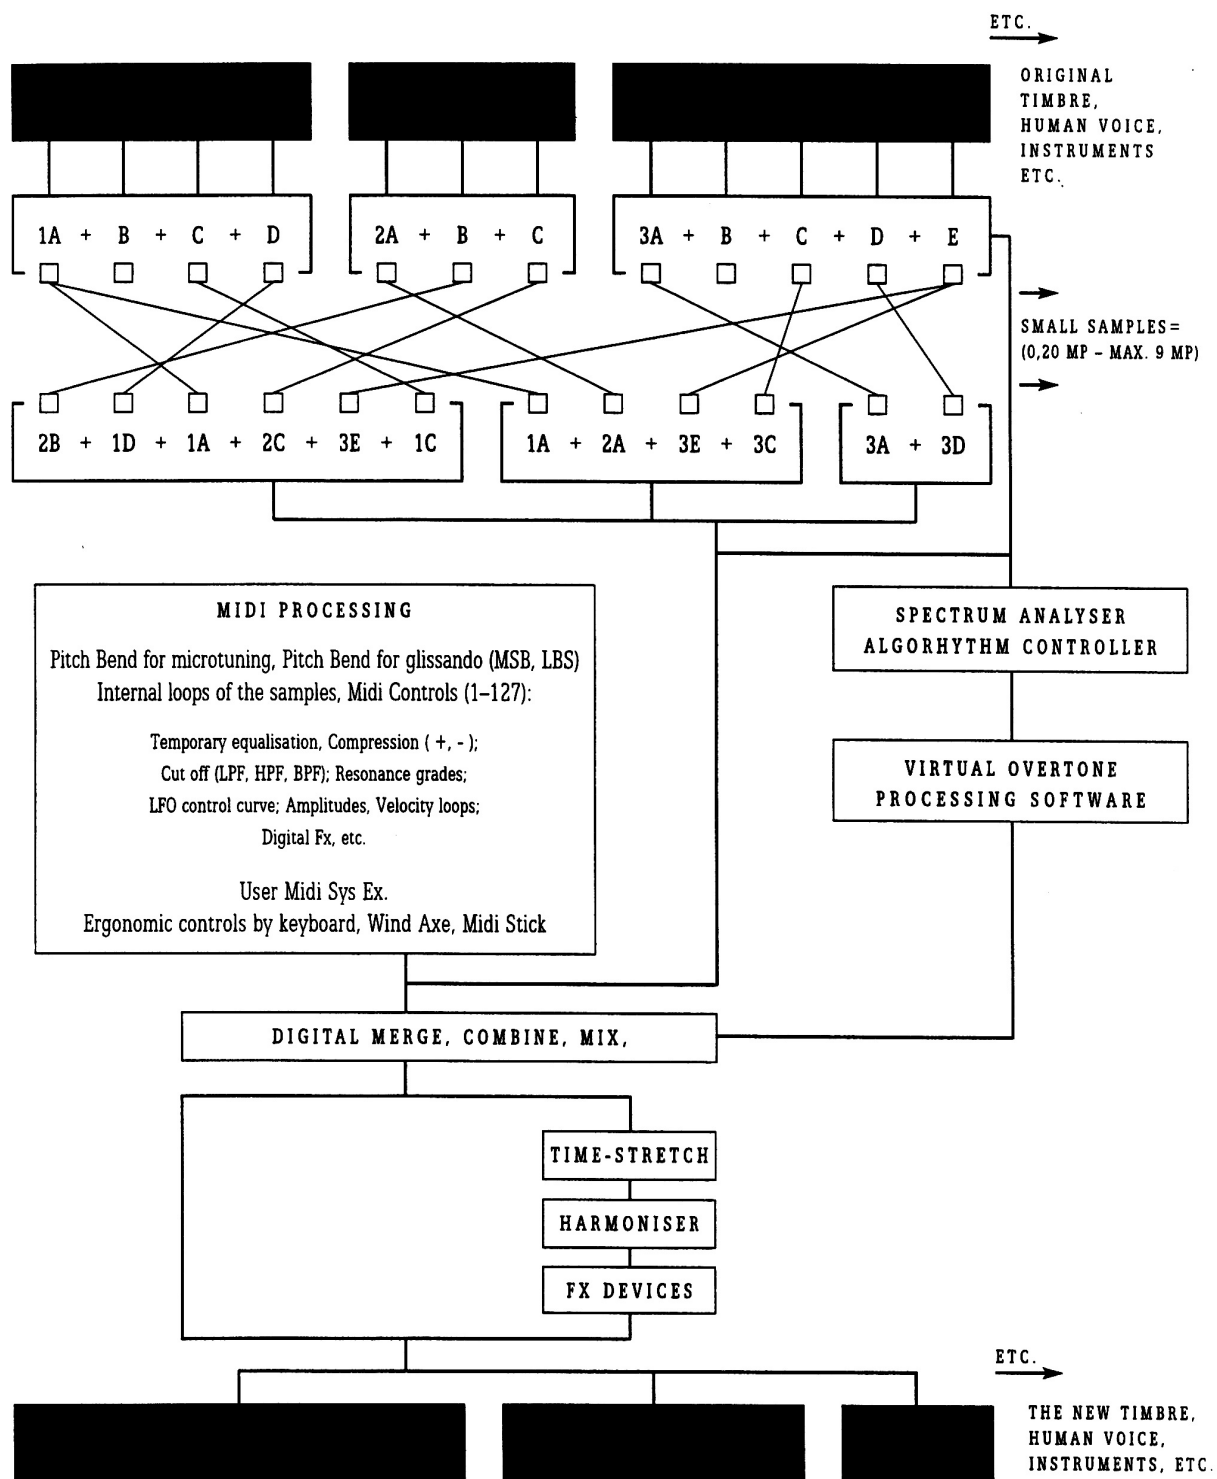 ETC.
ORIGINAL
TIMBRE,
HUMAN VOICE,
INSTRUMENTS
ETC.
1A + B + C + D
2A + B + C
3A + B + C + D + E
SMALL SAMPLES=
(0,20 MP – MAX. 9 MP)
2B + 1D + 1A + 2C + 3E + 1C
1A + 2A + 3E + 3C
3A + 3D
MIDI PROCESSING
Pitch Bend for microtuning, Pitch Bend for glissando (MSB, LBS)
Internal loops of the samples, Midi Controls (1–127):
Temporary equalisation, Compression ( +, - );
Cut off (LPF, HPF, BPF); Resonance grades;
LFO control curve; Amplitudes, Velocity loops;
Digital Fx, etc.
User Midi Sys Ex.
Ergonomic controls by keyboard, Wind Axe, Midi Stick
SPECTRUM ANALYSER
ALGORHYTHM CONTROLLER
VIRTUAL OVERTONE
PROCESSING SOFTWARE
DIGITAL MERGE, COMBINE, MIX,
TIME-STRETCH
HARMONISER
FX DEVICES
ETC.
THE NEW TIMBRE,
HUMAN VOICE,
INSTRUMENTS, ETC.